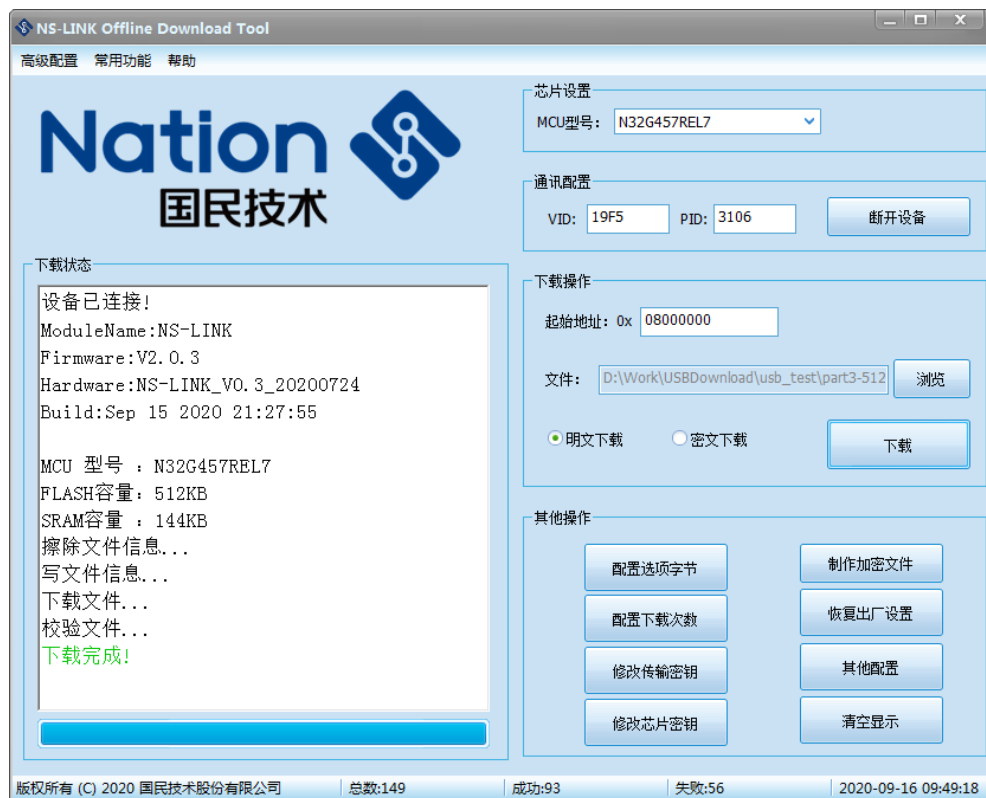 NS-LINK Offline Download Tool
高级配置 常用功能 帮助
Nation
国民技术
芯片设置
MCU型号: N32G457REL7
通讯配置
VID: 19F5 PID: 3106 断开设备
下载状态
设备已连接!
ModuleName:NS-LINK
Firmware:V2.0.3
Hardware:NS-LINK_V0.3_20200724
Build:Sep 15 2020 21:27:55
MCU 型号 : N32G457REL7
FLASH容量: 512KB
SRAM容量 : 144KB
擦除文件信息...
写文件信息...
下载文件...
校验文件...
下载完成!
下载操作
起始地址: 0x 08000000
文件: D:\Work\USBDownload\usb_test\part3-512 浏览
明文下载 密文下载 下载
其他操作
配置选项字节 制作加密文件
配置下载次数 恢复出厂设置
修改传输密钥 其他配置
修改芯片密钥 清空显示
版权所有 (C) 2020 国民技术股份有限公司 总数:149 成功:93 失败:56 2020-09-16 09:49:18